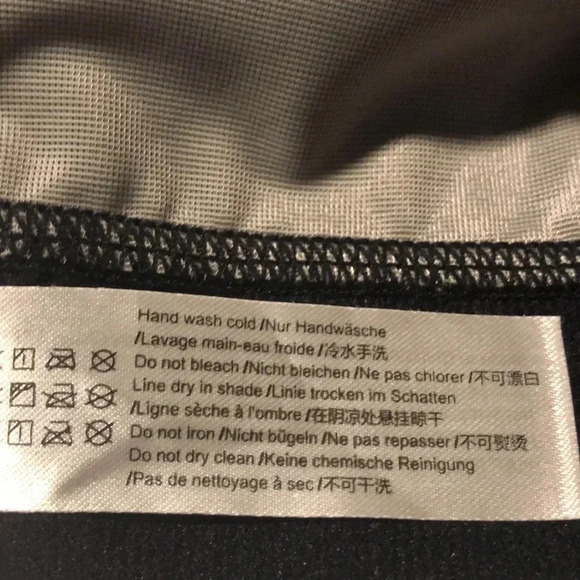 Hand wash cold /Nur Handwäsche
/Lavage main-eau froide /冷水手洗
Do not bleach /Nicht bleichen /Ne pas chlorer /不可漂白
Line dry in shade /Linie trocken im Schatten
/Ligne sèche à l'ombre /在阴凉处悬挂晾干
Do not iron /Nicht bügeln /Ne pas repasser /不可熨烫
Do not dry clean /Keine chemische Reinigung
/Pas de nettoyage à sec /不可干洗